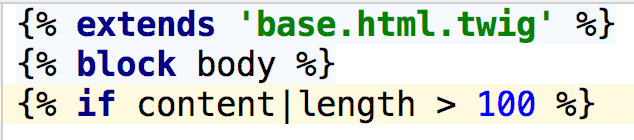 {% extends 'base.html.twig' %}
{% block body %}
{% if content|length > 100 %}